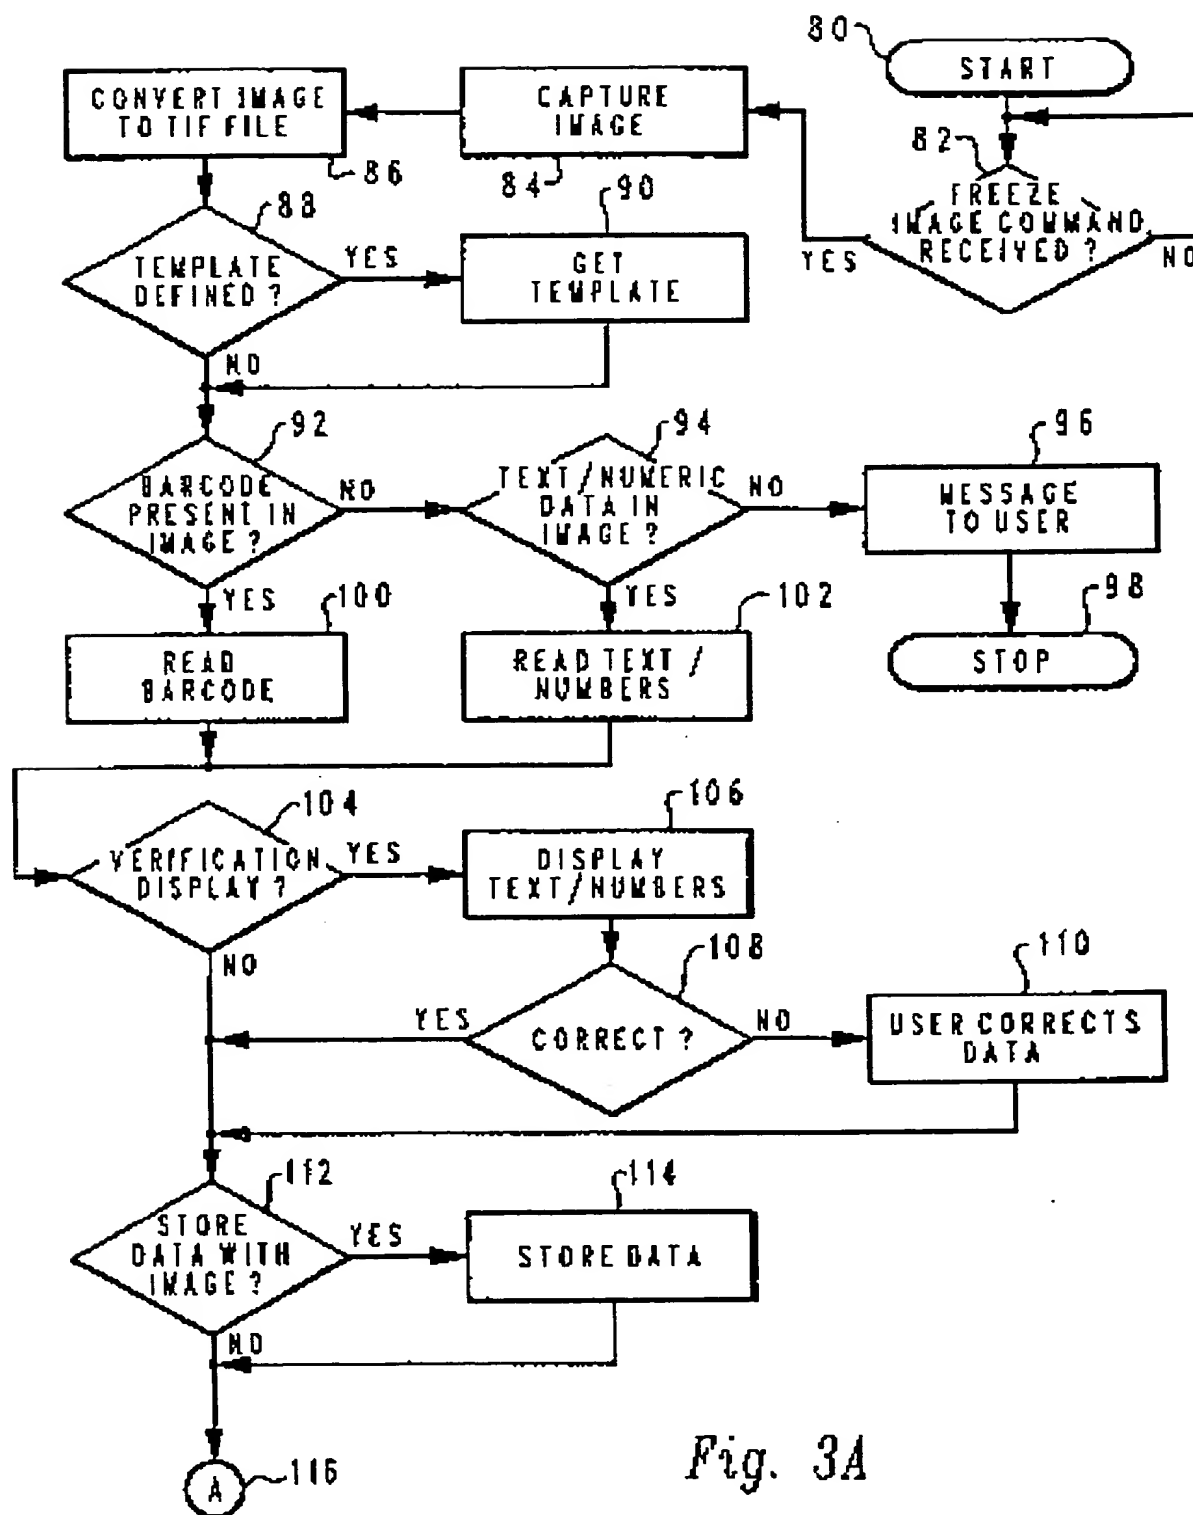 80
START
CONVERT IMAGE
TO TIF FILE
86
CAPTURE
IMAGE
84
82
FREEZE
IMAGE COMMAND
RECEIVED ?
YES
NO
88
TEMPLATE
DEFINED ?
YES
NO
90
GET
TEMPLATE
92
BARCODE
PRESENT IN
IMAGE ?
NO
YES
94
TEXT / NUMERIC
DATA IN
IMAGE ?
NO
YES
96
MESSAGE
TO USER
98
STOP
100
READ
BARCODE
102
READ TEXT /
NUMBERS
104
VERIFICATION
DISPLAY ?
YES
NO
106
DISPLAY
TEXT / NUMBERS
108
CORRECT ?
YES
NO
110
USER CORRECTS
DATA
112
STORE
DATA WITH
IMAGE ?
YES
NO
114
STORE DATA
A
116
Fig. 3A